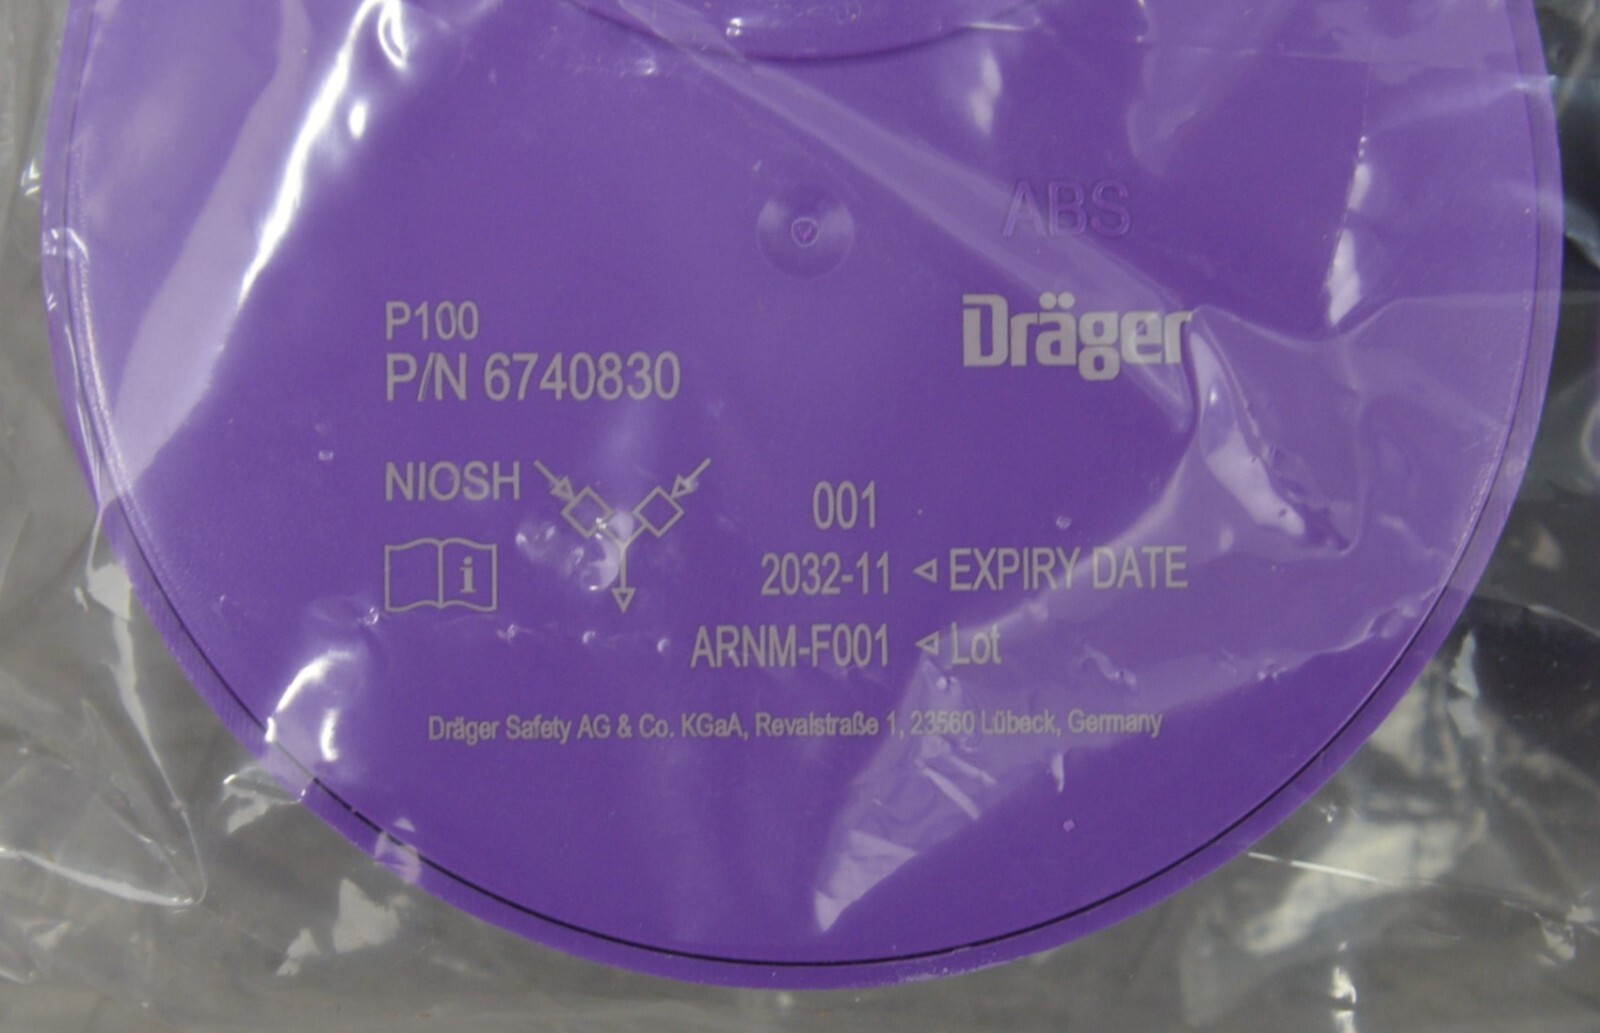 ABS
Dräger
P100
P/N 6740830
NIOSH
i
001
2032-11 ◃ EXPIRY DATE
ARNM-F001 ◃ Lot
Dräger Safety AG & Co. KGaA, Revalstraße 1, 23560 Lübeck, Germany